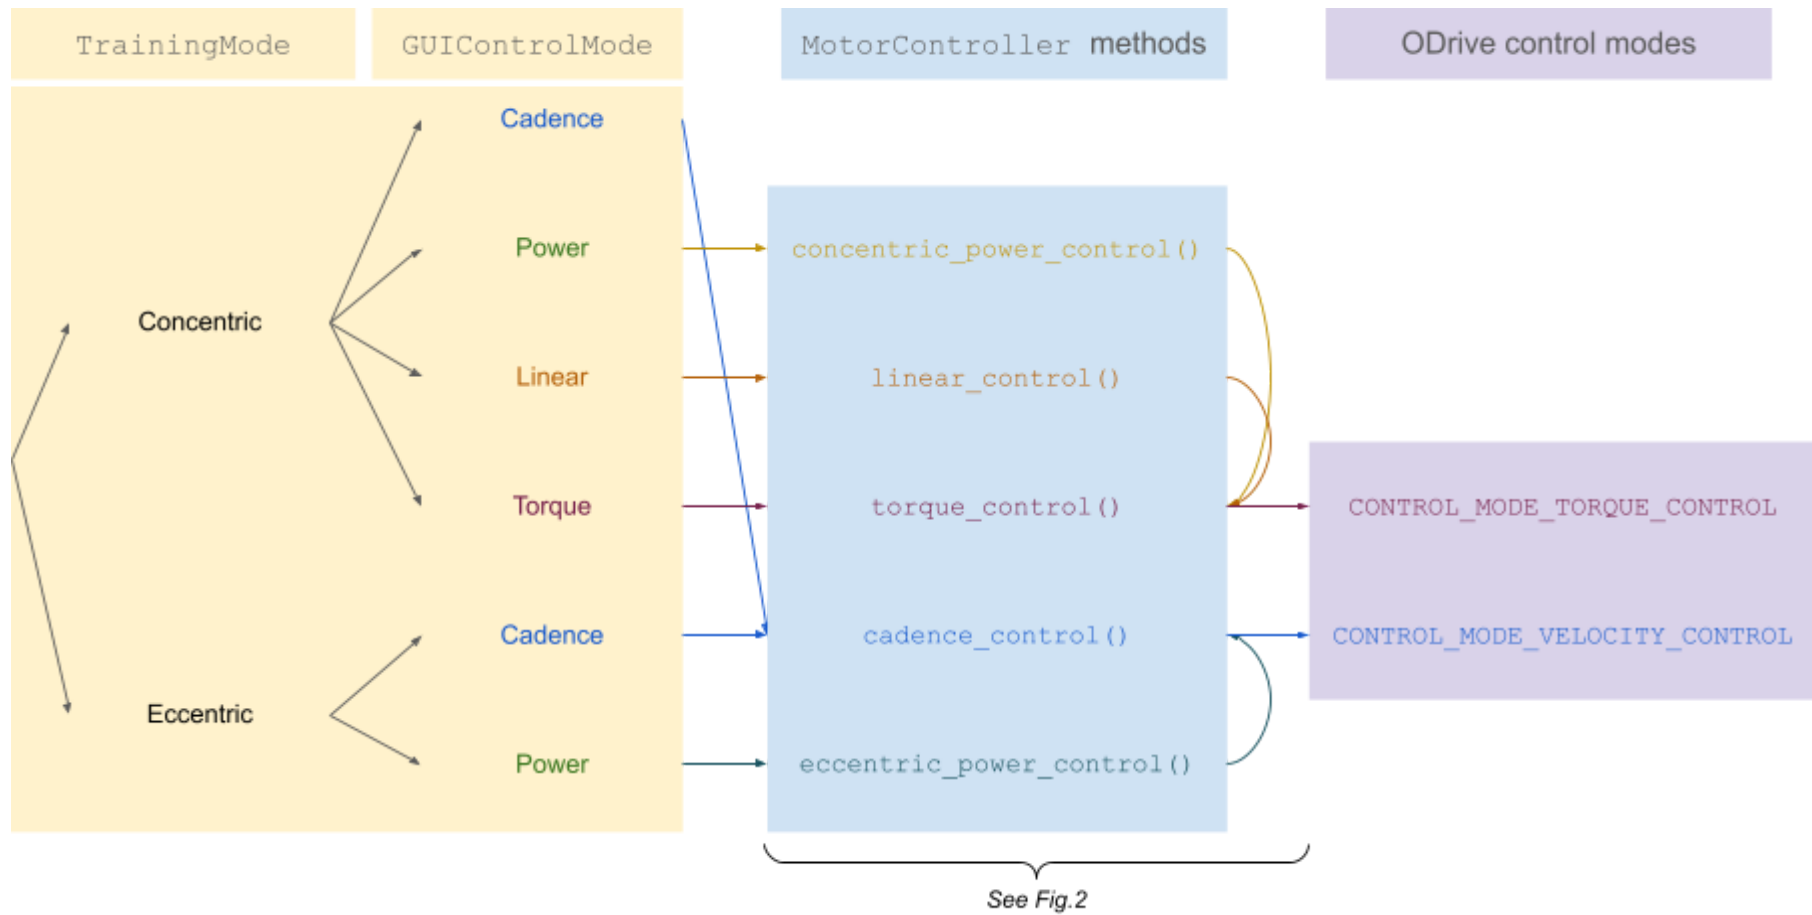 TrainingMode
GUIControlMode
MotorController methods
ODrive control modes
Cadence
Power
concentric_power_control()
Concentric
Linear
linear_control()
Torque
torque_control()
CONTROL_MODE_TORQUE_CONTROL
Cadence
cadence_control()
CONTROL_MODE_VELOCITY_CONTROL
Eccentric
Power
eccentric_power_control()
See Fig.2